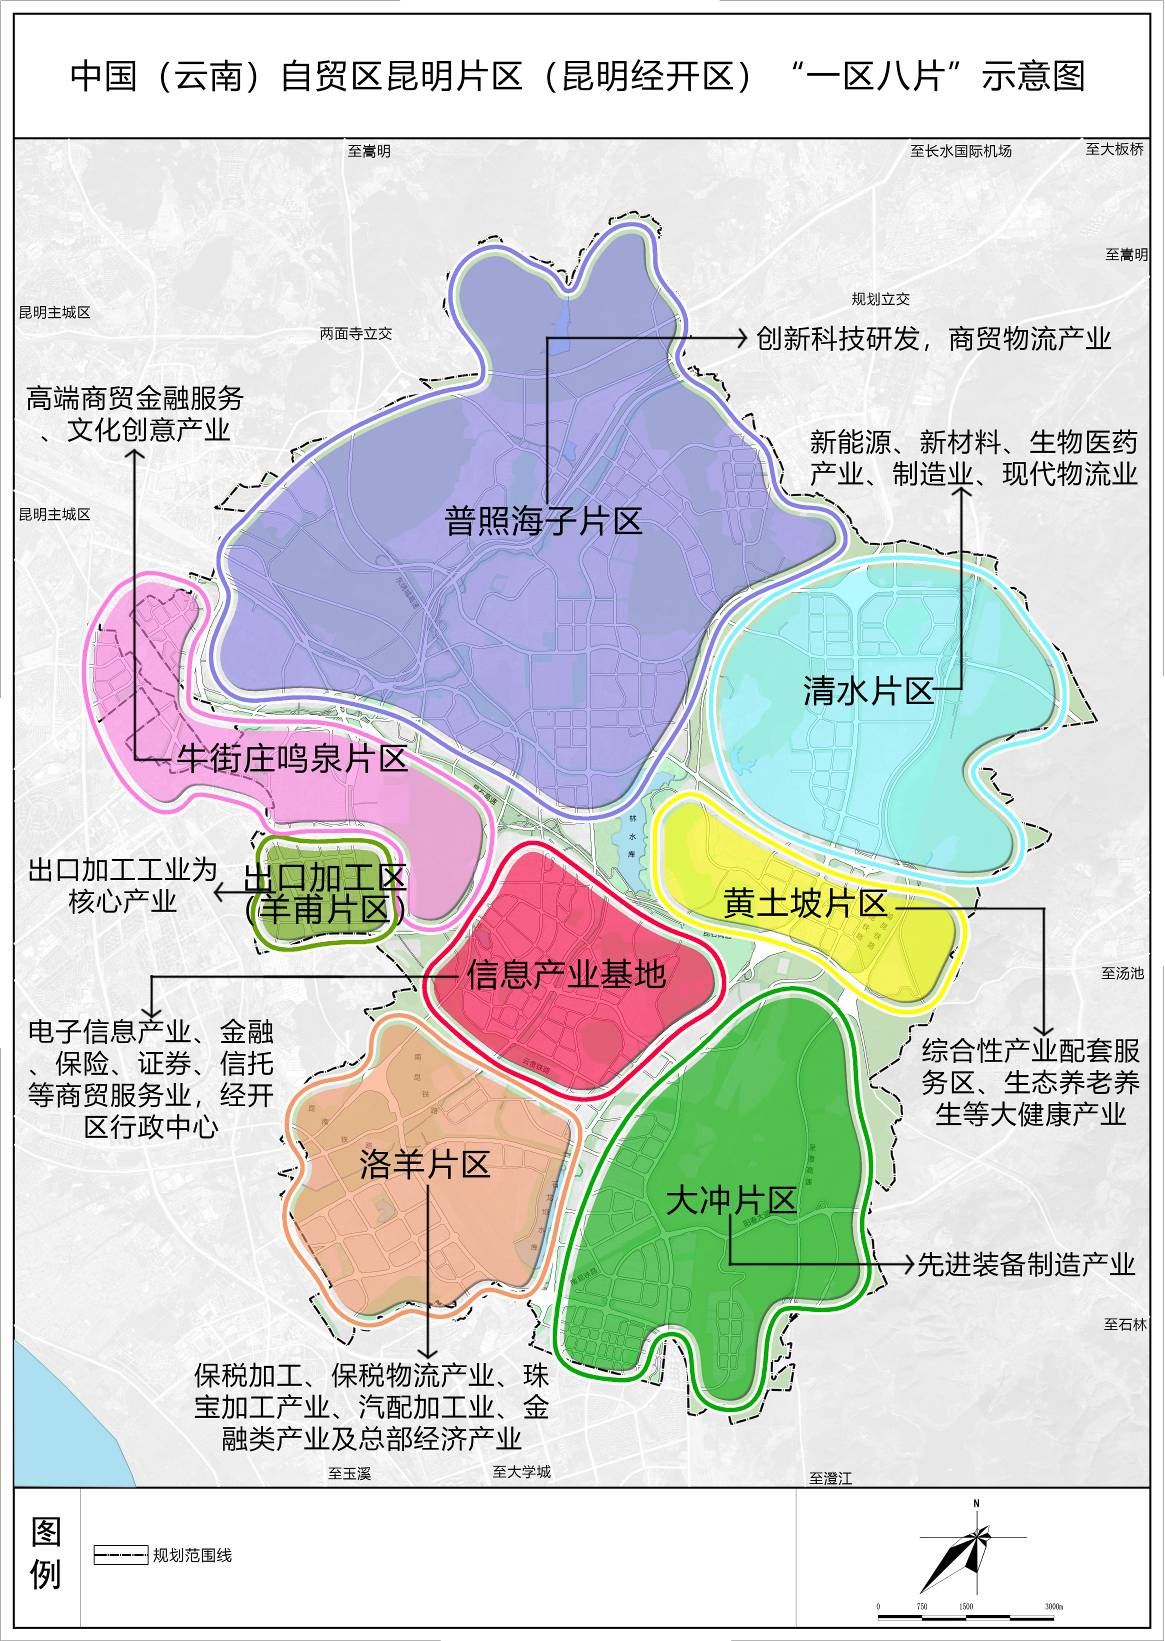 中国（云南）自贸区昆明片区（昆明经开区）“一区八片”示意图
至嵩明
至长水国际机场
至大板桥
至嵩明
昆明主城区
两面寺立交
规划立交
创新科技研发，商贸物流产业
高端商贸金融服务
、文化创意产业
新能源、新材料、生物医药
产业、制造业、现代物流业
昆明主城区
普照海子片区
清水片区
牛街庄鸣泉片区
林
水
库
出口加工工业为
核心产业
出口加工区
（羊甫片区）
黄土坡片区
信息产业基地
至汤池
电子信息产业、金融
、保险、证券、信托
等商贸服务业，经开
区行政中心
综合性产业配套服
务区、生态养老养
生等大健康产业
云桂铁路
南
昆
铁
路
洛羊片区
大冲片区
先进装备制造产业
至石林
保税加工、保税物流产业、珠
宝加工产业、汽配加工业、金
融类产业及总部经济产业
至玉溪
至大学城
至澄江
图
例
规划范围线
N
0 750 1500 3000m